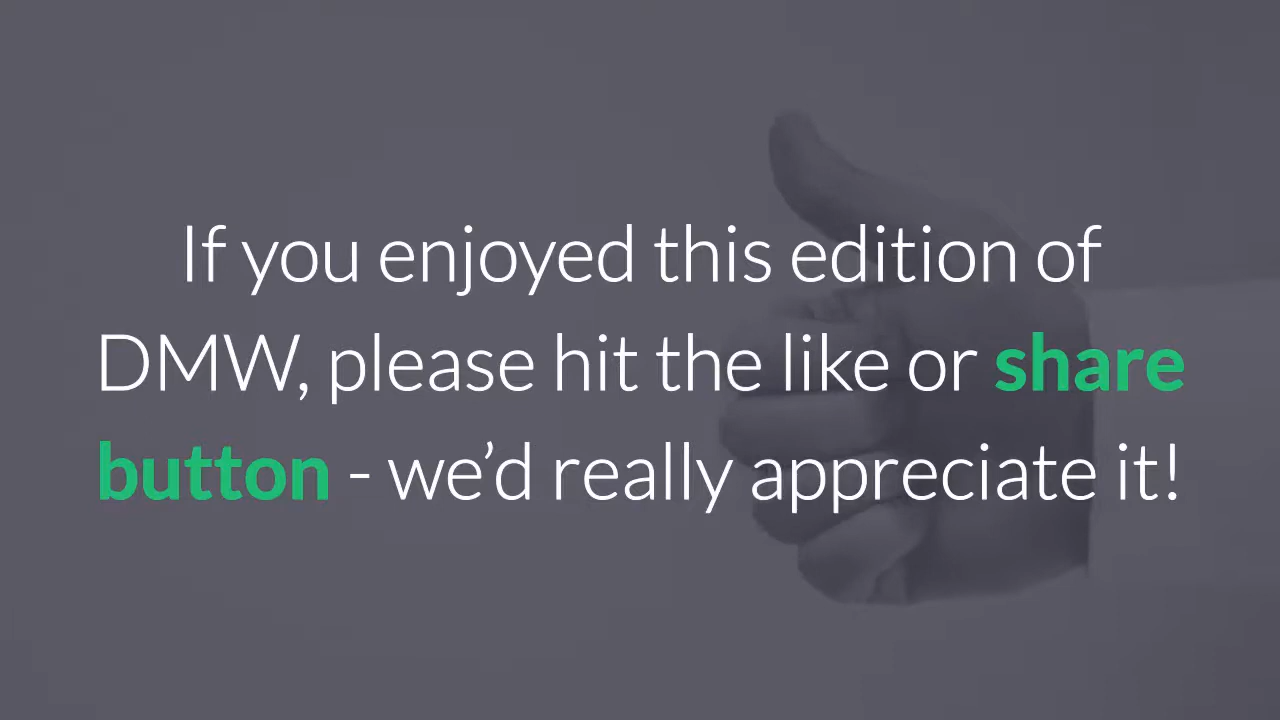 If you enjoyed this edition of
DMW, please hit the like or share
button - we’d really appreciate it!